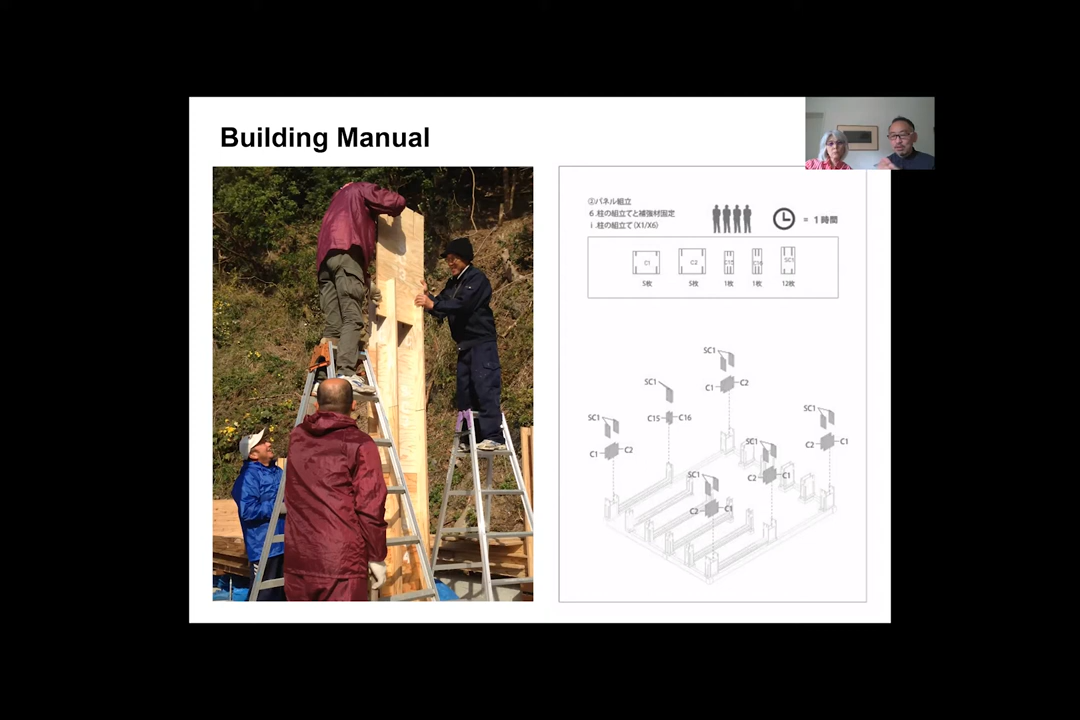 Building Manual
②パネル組立
6 .柱の組立てと補強材固定
i .柱の組立て(X1/X6)
= 1 時間
C1 C2 C15 C16 SC1
5枚 5枚 1枚 1枚 12枚
SC1
C1 C2
SC1
C15 C16
SC1
C2 C1
SC1
C1 C2
SC1
C2 C1
SC1
C2 C1